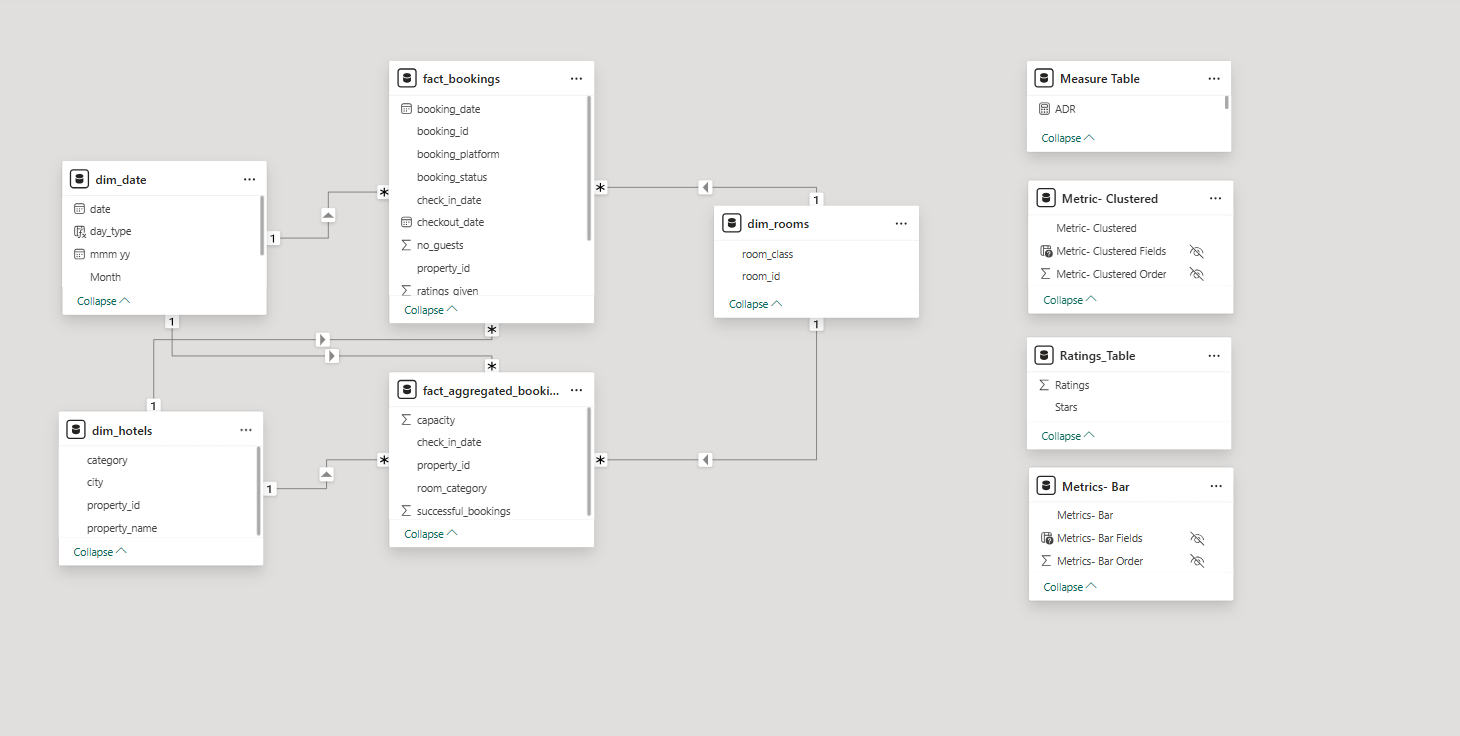 fact_bookings
booking_date
booking_id
booking_platform
booking_status
check_in_date
checkout_date
no_guests
property_id
ratings_given
Collapse
dim_date
date
day_type
mmm yy
Month
Collapse
dim_rooms
room_class
room_id
Collapse
dim_hotels
category
city
property_id
property_name
Collapse
fact_aggregated_booki...
capacity
check_in_date
property_id
room_category
successful_bookings
Collapse
Measure Table
ADR
Collapse
Metric- Clustered
Metric- Clustered
Metric- Clustered Fields
Metric- Clustered Order
Collapse
Ratings_Table
Ratings
Stars
Collapse
Metrics- Bar
Metrics- Bar
Metrics- Bar Fields
Metrics- Bar Order
Collapse
1
*
*
1
1
*
*
1
1
*
*
1